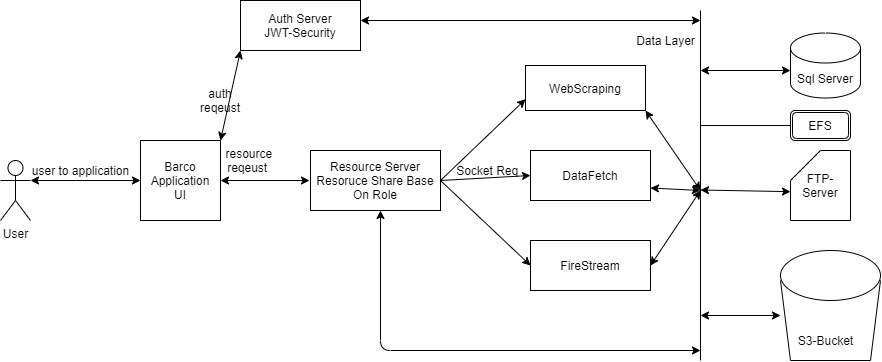 Auth Server
JWT-Security
Data Layer
Sql Server
WebScraping
auth
reqeust
EFS
user to application
Barco
Application
UI
resource
reqeust
Resource Server
Resoruce Share Base
On Role
Socket Req
DataFetch
FTP-
Server
User
FireStream
S3-Bucket